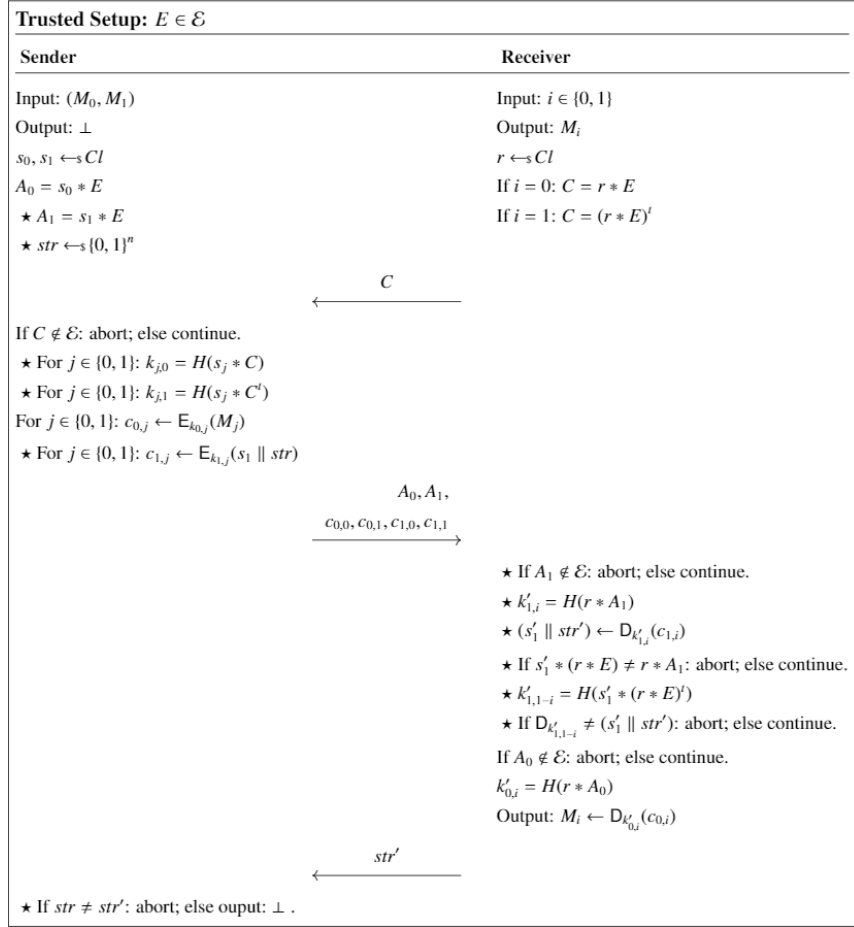 Trusted Setup: E ∈ ℰ
Sender
Receiver
Input: (M₀, M₁)
Input: i ∈ {0, 1}
Output: ⊥
Output: Mᵢ
s₀, s₁ ←$ Cl
r ←$ Cl
A₀ = s₀ * E
If i = 0: C = r * E
★ A₁ = s₁ * E
If i = 1: C = (r * E)ᵗ
★ str ←$ {0, 1}ⁿ
C
If C ∉ ℰ: abort; else continue.
★ For j ∈ {0, 1}: k_{j,0} = H(s_j * C)
★ For j ∈ {0, 1}: k_{j,1} = H(s_j * Cᵗ)
For j ∈ {0, 1}: c_{0,j} ← E_{k_{0,j}}(M_j)
★ For j ∈ {0, 1}: c_{1,j} ← E_{k_{1,j}}(s₁ ∥ str)
A₀, A₁,
c_{0,0}, c_{0,1}, c_{1,0}, c_{1,1}
★ If A₁ ∉ ℰ: abort; else continue.
★ k′_{1,i} = H(r * A₁)
★ (s′₁ ∥ str′) ← D_{k′_{1,i}}(c_{1,i})
★ If s′₁ * (r * E) ≠ r * A₁: abort; else continue.
★ k′_{1,1−i} = H(s′₁ * (r * E)ᵗ)
★ If D_{k′_{1,1−i}} ≠ (s′₁ ∥ str′): abort; else continue.
If A₀ ∉ ℰ: abort; else continue.
k′_{0,i} = H(r * A₀)
Output: Mᵢ ← D_{k′_{0,i}}(c_{0,i})
str′
★ If str ≠ str′: abort; else ouput: ⊥ .